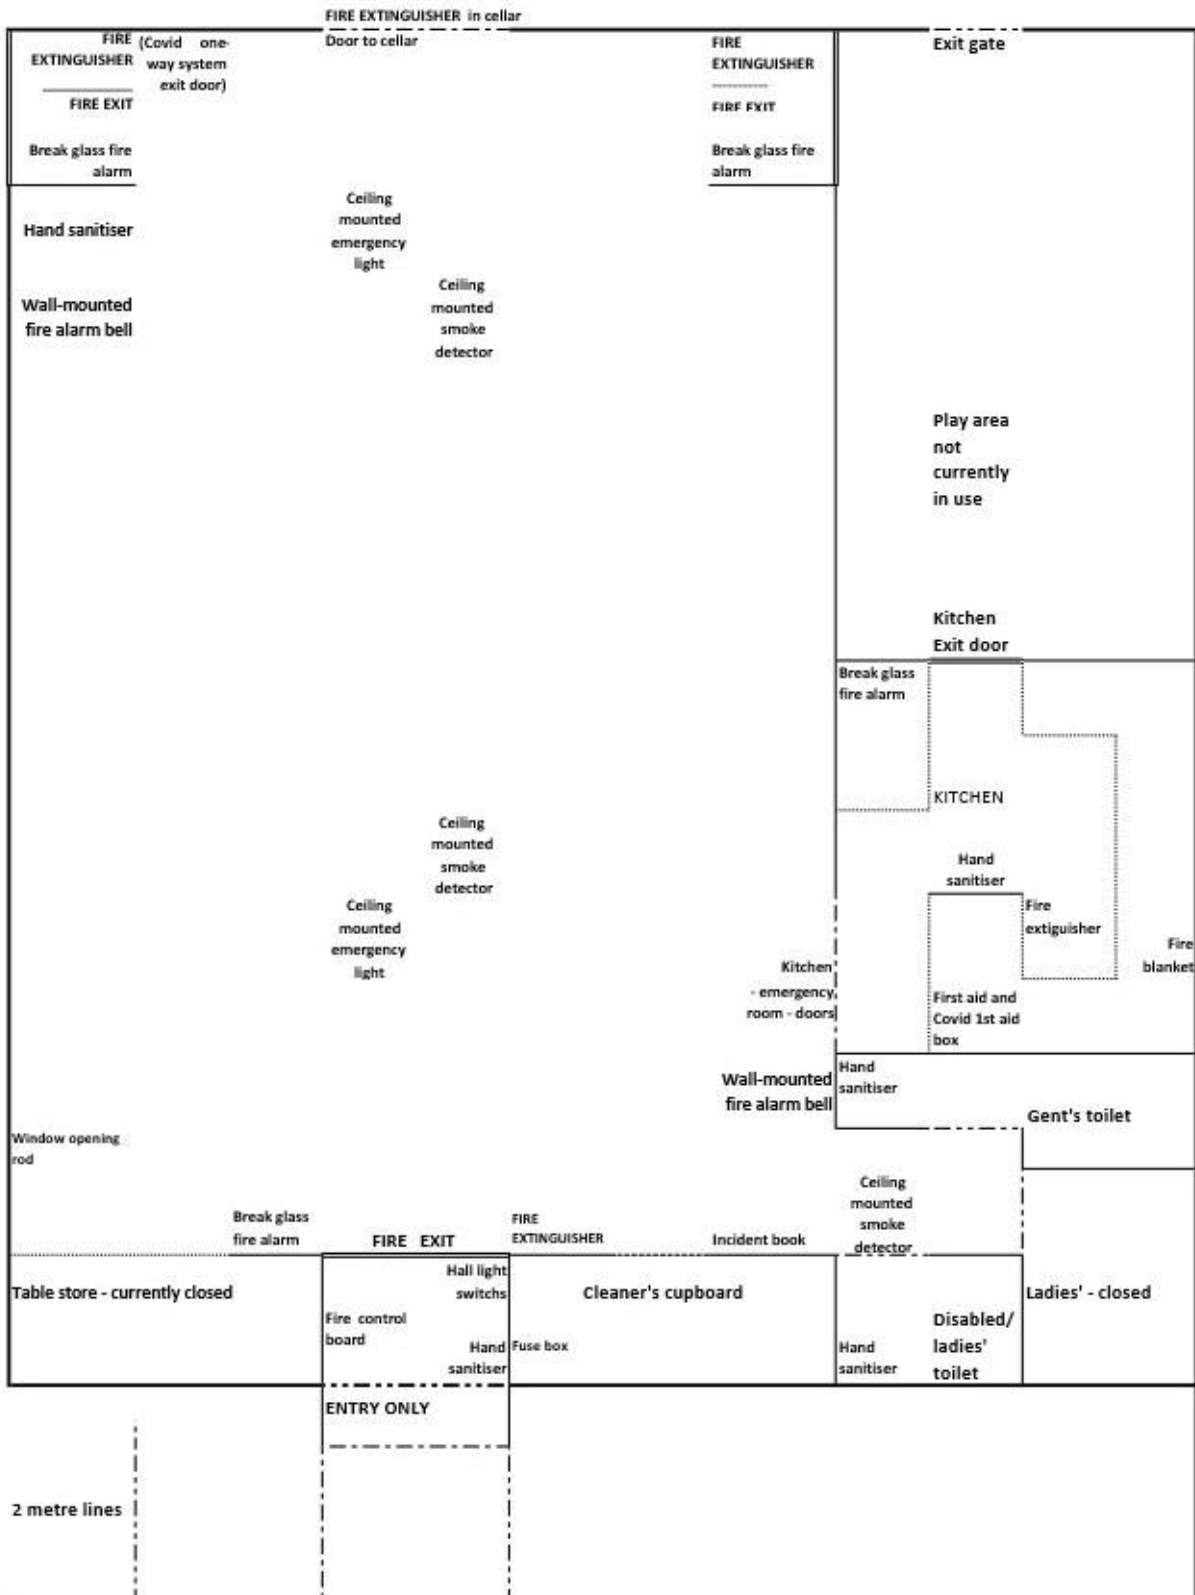 FIRE EXTINGUISHER in cellar
FIRE
EXTINGUISHER
FIRE EXIT
(Covid one-
way system
exit door)
Door to cellar
FIRE
EXTINGUISHER
-----------
FIRE EXIT
Exit gate
Break glass fire
alarm
Break glass fire
alarm
Hand sanitiser
Ceiling
mounted
emergency
light
Wall-mounted
fire alarm bell
Ceiling
mounted
smoke
detector
Play area
not
currently
in use
Kitchen
Exit door
Break glass
fire alarm
KITCHEN
Ceiling
mounted
smoke
detector
Hand
sanitiser
Ceiling
mounted
emergency
light
Fire
extiguisher
Fire
blanket
Kitchen
- emergency
room - doors
First aid and
Covid 1st aid
box
Wall-mounted
fire alarm bell
Hand
sanitiser
Gent's toilet
Window opening
rod
Ceiling
mounted
smoke
detector
Break glass
fire alarm
FIRE EXIT
FIRE
EXTINGUISHER
Incident book
Table store - currently closed
Hall light
switchs
Cleaner's cupboard
Ladies' - closed
Fire control
board
Hand
sanitiser
Fuse box
Hand
sanitiser
Disabled/
ladies'
toilet
ENTRY ONLY
2 metre lines